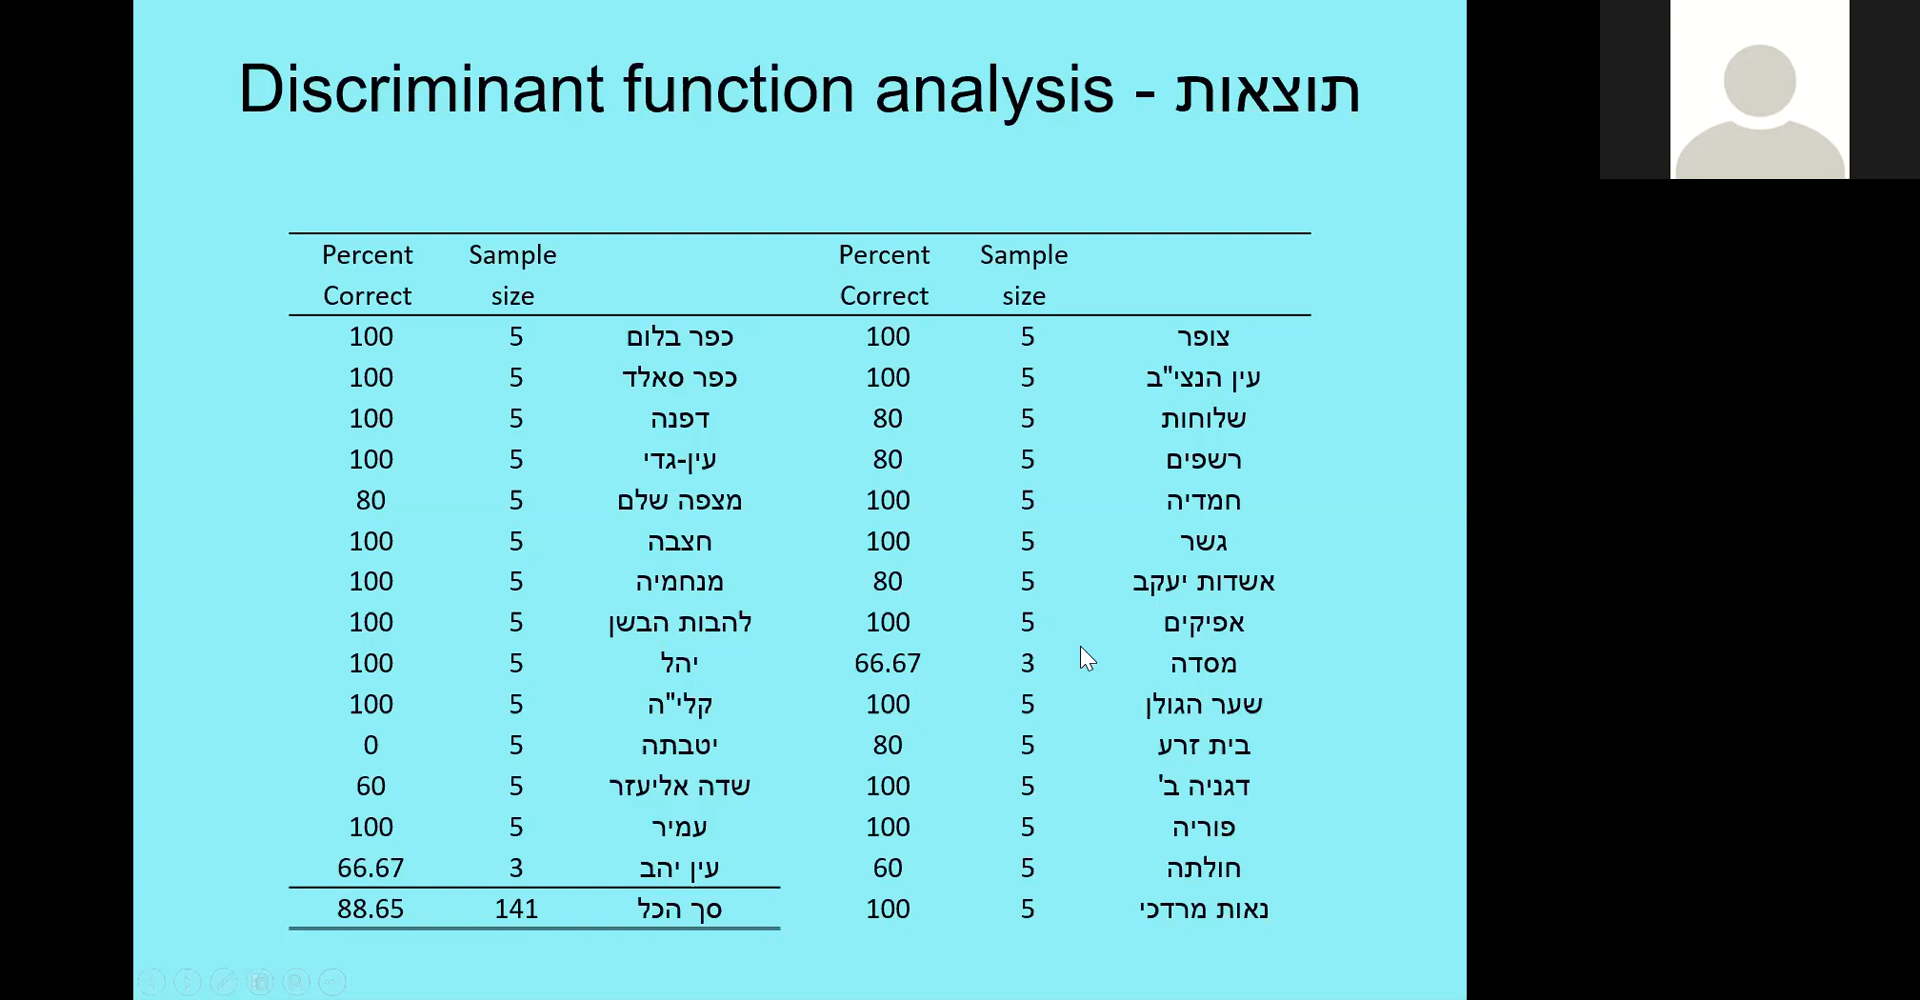 Discriminant function analysis - תוצאות
Percent Sample Percent Sample
Correct size Correct size
100 5 כפר בלום 100 5 צופר
100 5 כפר סאלד 100 5 עין הנצי"ב
100 5 דפנה 80 5 שלוחות
100 5 עין-גדי 80 5 רשפים
80 5 מצפה שלם 100 5 חמדיה
100 5 חצבה 100 5 גשר
100 5 מנחמיה 80 5 אשדות יעקב
100 5 להבות הבשן 100 5 אפיקים
100 5 יהל 66.67 3 מסדה
100 5 קלי"ה 100 5 שער הגולן
0 5 יטבתה 80 5 בית זרע
60 5 שדה אליעזר 100 5 דגניה ב'
100 5 עמיר 100 5 פוריה
66.67 3 עין יהב 60 5 חולתה
88.65 141 סך הכל 100 5 נאות מרדכי